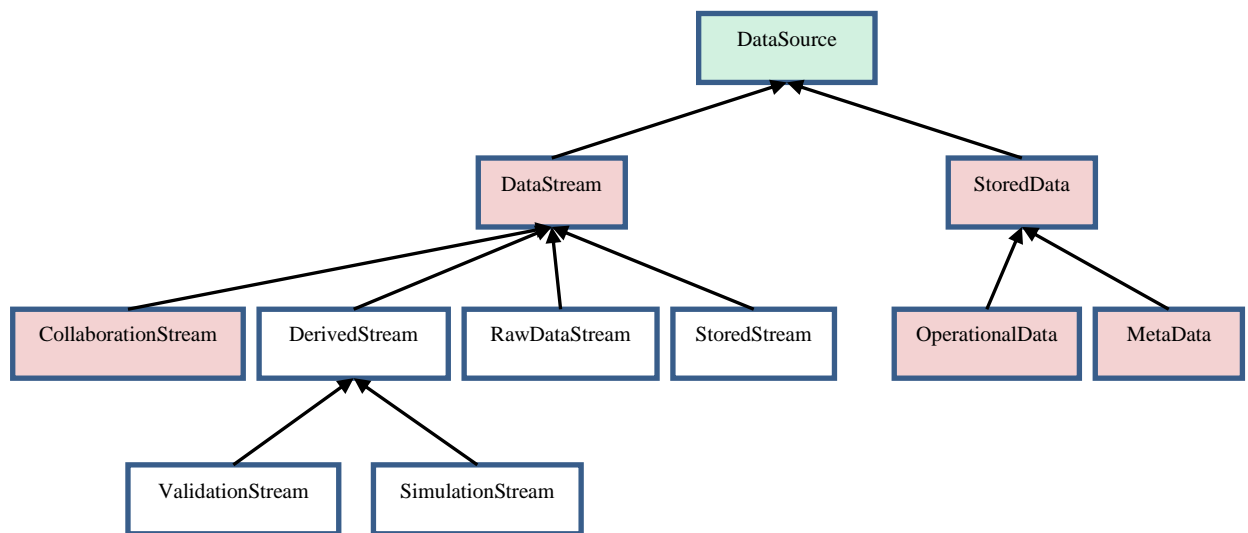 DataSource
DataStream
StoredData
CollaborationStream
DerivedStream
RawDataStream
StoredStream
OperationalData
MetaData
ValidationStream
SimulationStream